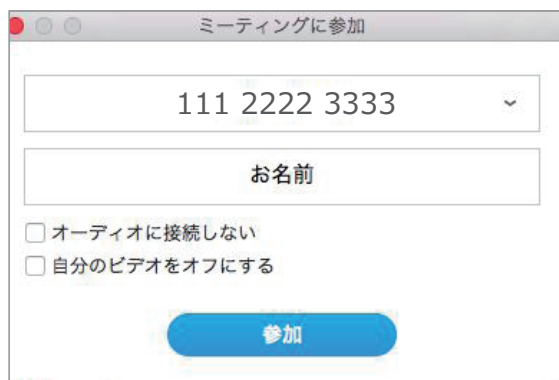 ミーティングに参加
111 2222 3333
お名前
オーディオに接続しない
自分のビデオをオフにする
参加